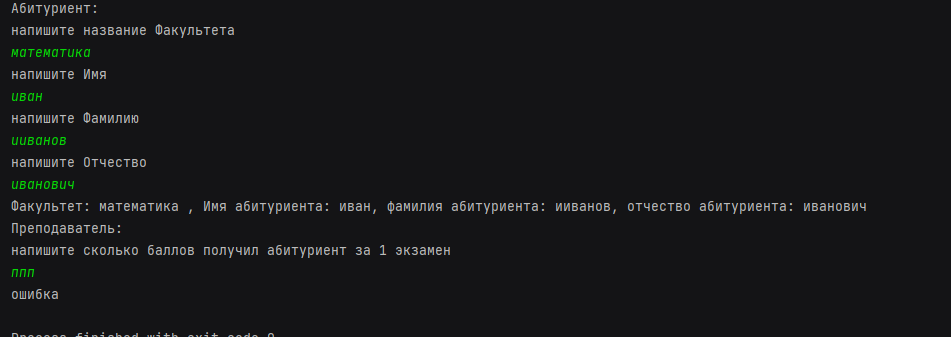 Абитуриент:
напишите название Факультета
математика
напишите Имя
иван
напишите Фамилию
ииванов
напишите Отчество
иванович
Факультет: математика , Имя абитуриента: иван, фамилия абитуриента: ииванов, отчество абитуриента: иванович
Преподаватель:
напишите сколько баллов получил абитуриент за 1 экзамен
ппп
ошибка
Process finished with exit code 0